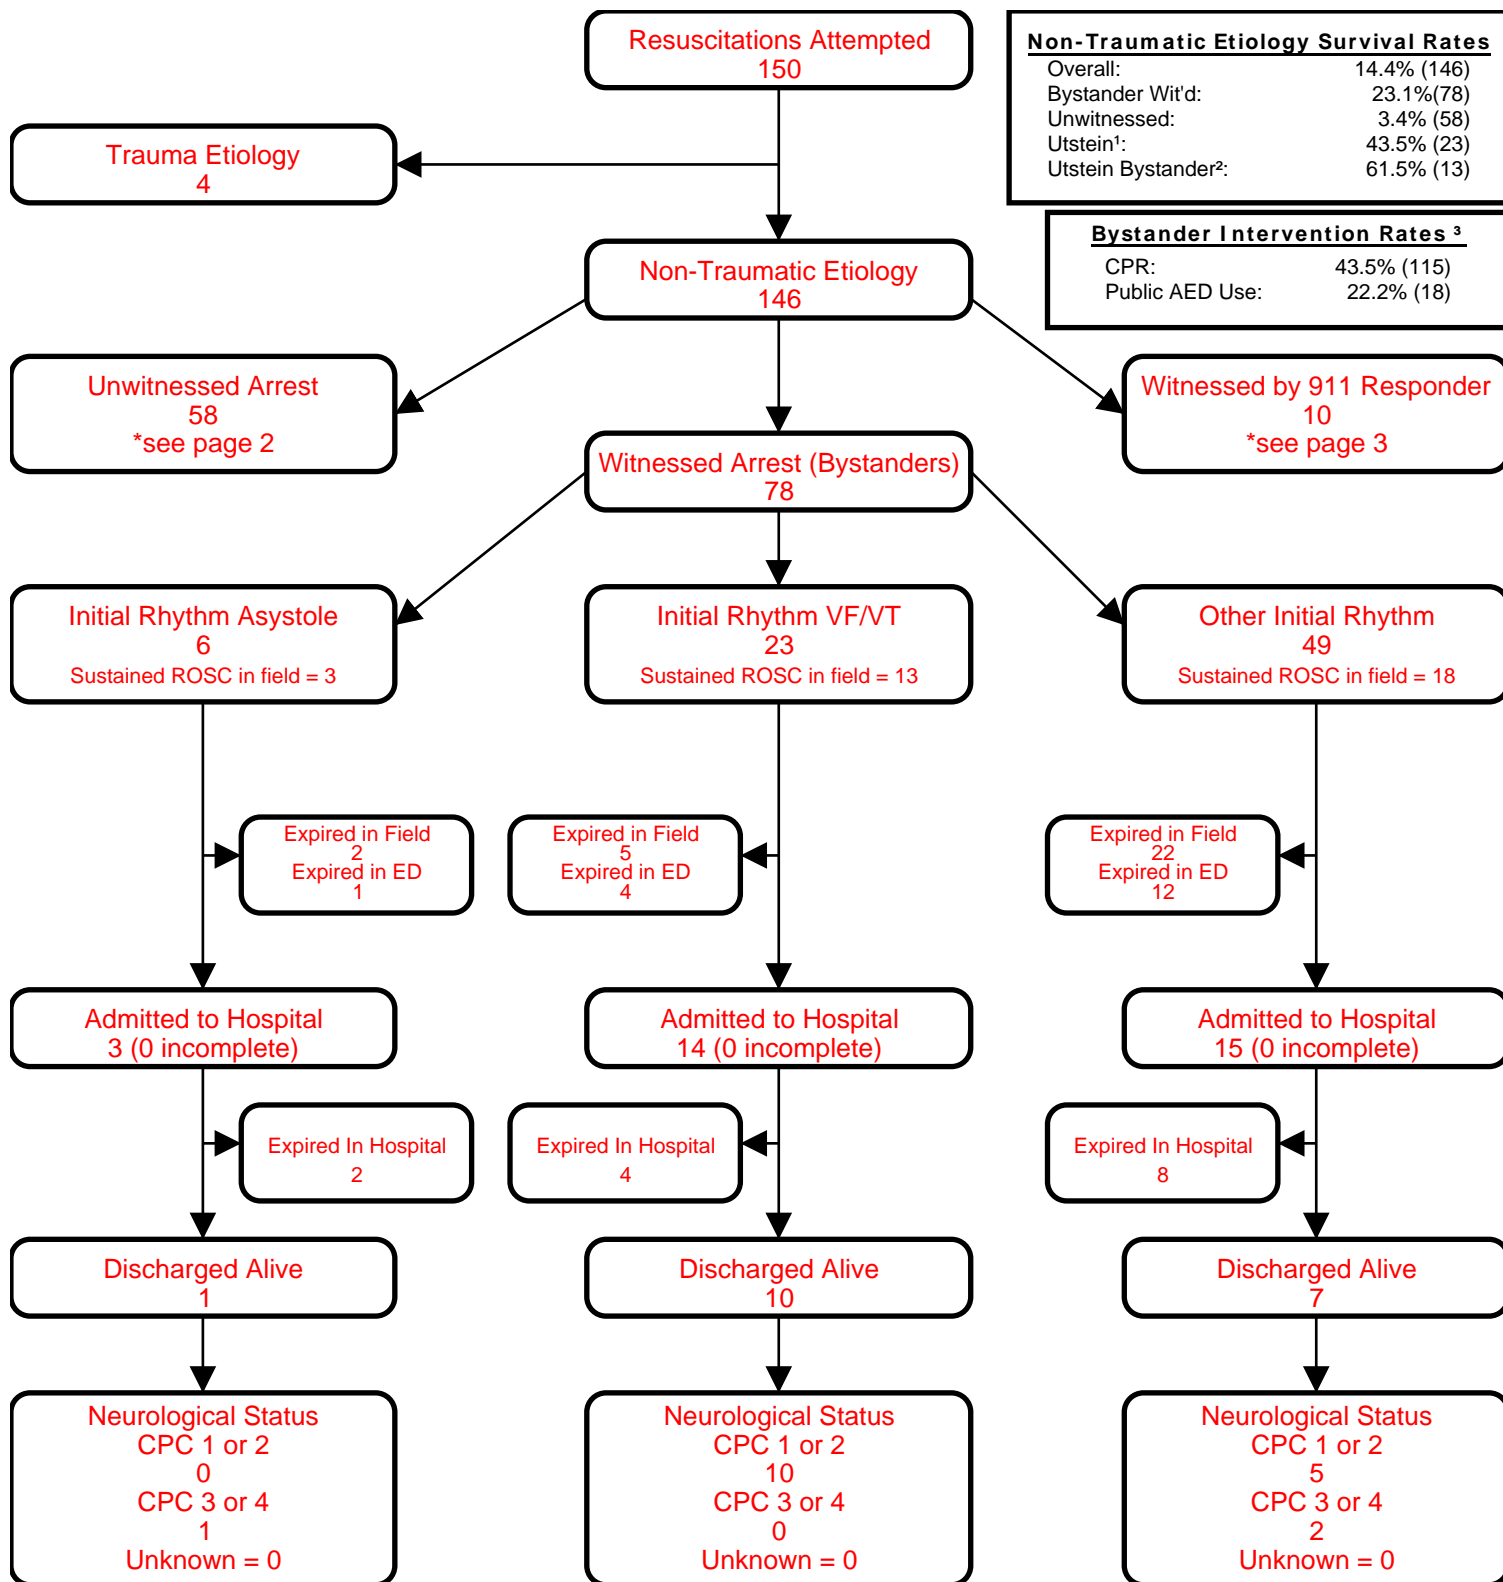 Resuscitations Attempted
150
Non-Traumatic Etiology Survival Rates
Overall: 14.4% (146)
Bystander Wit'd: 23.1%(78)
Unwitnessed: 3.4% (58)
Utstein¹: 43.5% (23)
Utstein Bystander²: 61.5% (13)
Trauma Etiology
4
Bystander Intervention Rates ³
CPR: 43.5% (115)
Public AED Use: 22.2% (18)
Non-Traumatic Etiology
146
Unwitnessed Arrest
58
*see page 2
Witnessed Arrest (Bystanders)
78
Witnessed by 911 Responder
10
*see page 3
Initial Rhythm Asystole
6
Sustained ROSC in field = 3
Initial Rhythm VF/VT
23
Sustained ROSC in field = 13
Other Initial Rhythm
49
Sustained ROSC in field = 18
Expired in Field
2
Expired in ED
1
Expired in Field
5
Expired in ED
4
Expired in Field
22
Expired in ED
12
Admitted to Hospital
3 (0 incomplete)
Admitted to Hospital
14 (0 incomplete)
Admitted to Hospital
15 (0 incomplete)
Expired In Hospital
2
Expired In Hospital
4
Expired In Hospital
8
Discharged Alive
1
Discharged Alive
10
Discharged Alive
7
Neurological Status
CPC 1 or 2
0
CPC 3 or 4
1
Unknown = 0
Neurological Status
CPC 1 or 2
10
CPC 3 or 4
0
Unknown = 0
Neurological Status
CPC 1 or 2
5
CPC 3 or 4
2
Unknown = 0